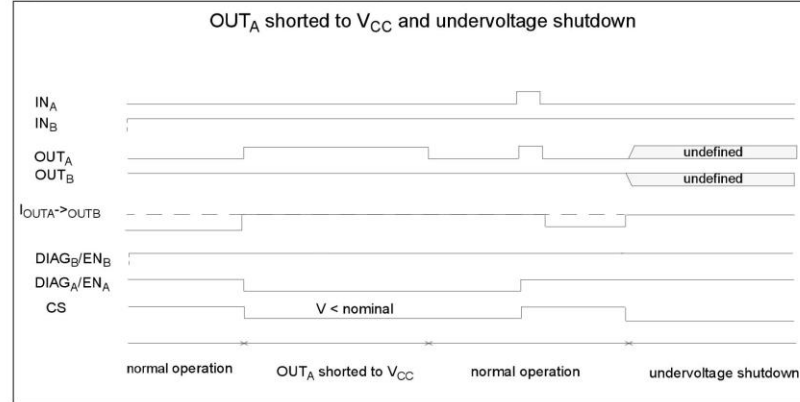 OUTA shorted to VCC and undervoltage shutdown
INA
INB
OUTA
undefined
OUTB
undefined
IOUTA->OUTB
DIAGB/ENB
DIAGA/ENA
CS
V < nominal
normal operation
OUTA shorted to VCC
normal operation
undervoltage shutdown